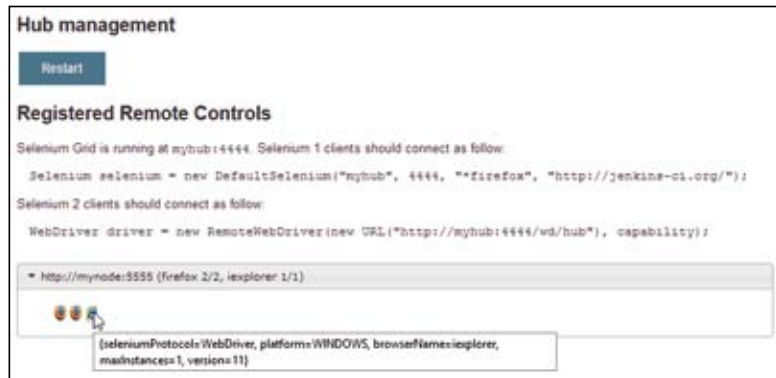 Hub management
Restart
Registered Remote Controls
Selenium Grid is running at myhub:4444. Selenium 1 clients should connect as follow:
Selenium selenium = new DefaultSelenium("myhub", 4444, "*firefox", "http://jenkins-ci.org/");
Selenium 2 clients should connect as follow:
WebDriver driver = new RemoteWebDriver(new URL("http://myhub:4444/wd/hub"), capability);
http://mynode:5555 (firefox 2/2, iexplorer 1/1)
{seleniumProtocol=WebDriver, platform=WINDOWS, browserName=iexplorer,
maxInstances=1, version=11}